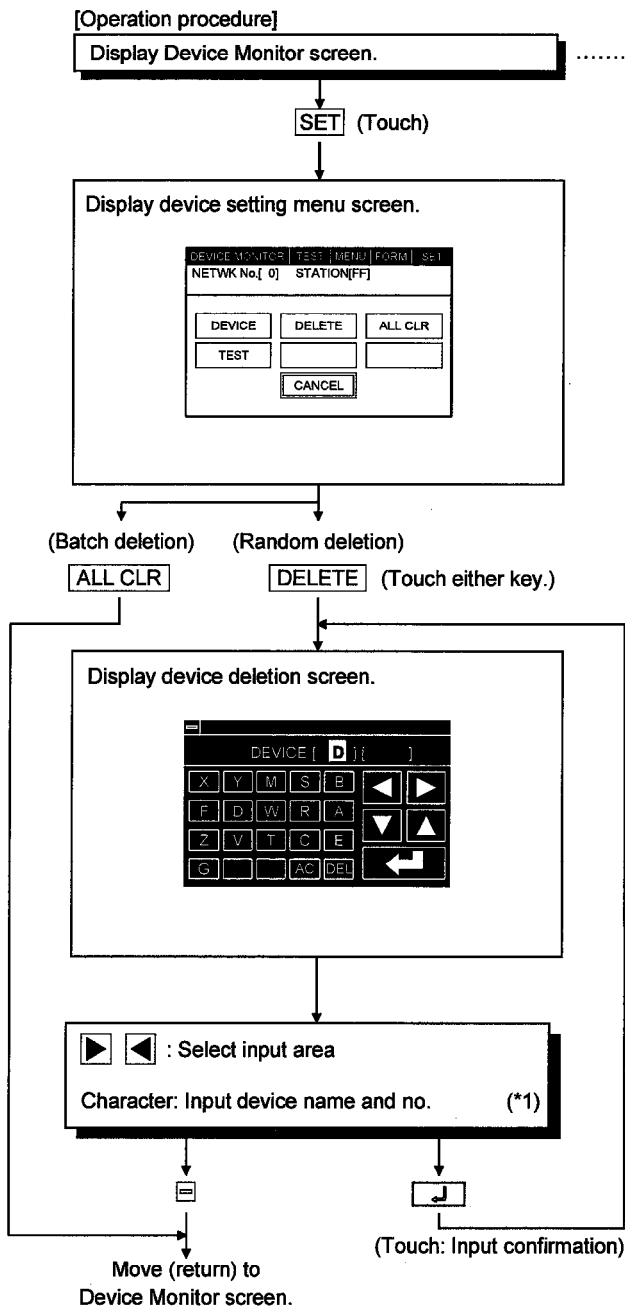 [Operation procedure]
Display Device Monitor screen. .......
SET (Touch)
Display device setting menu screen.
DEVICE MONITOR TEST MENU FORM SET
NETWK No.[ 0] STATION[FF]
DEVICE DELETE ALL CLR
TEST
CANCEL
(Batch deletion) (Random deletion)
ALL CLR DELETE (Touch either key.)
Display device deletion screen.
DEVICE [ D ] [ ]
X Y M S B
F D W R A
Z V T C E
G AC DEL
: Select input area
Character: Input device name and no. (*1)
(Touch: Input confirmation)
Move (return) to
Device Monitor screen.